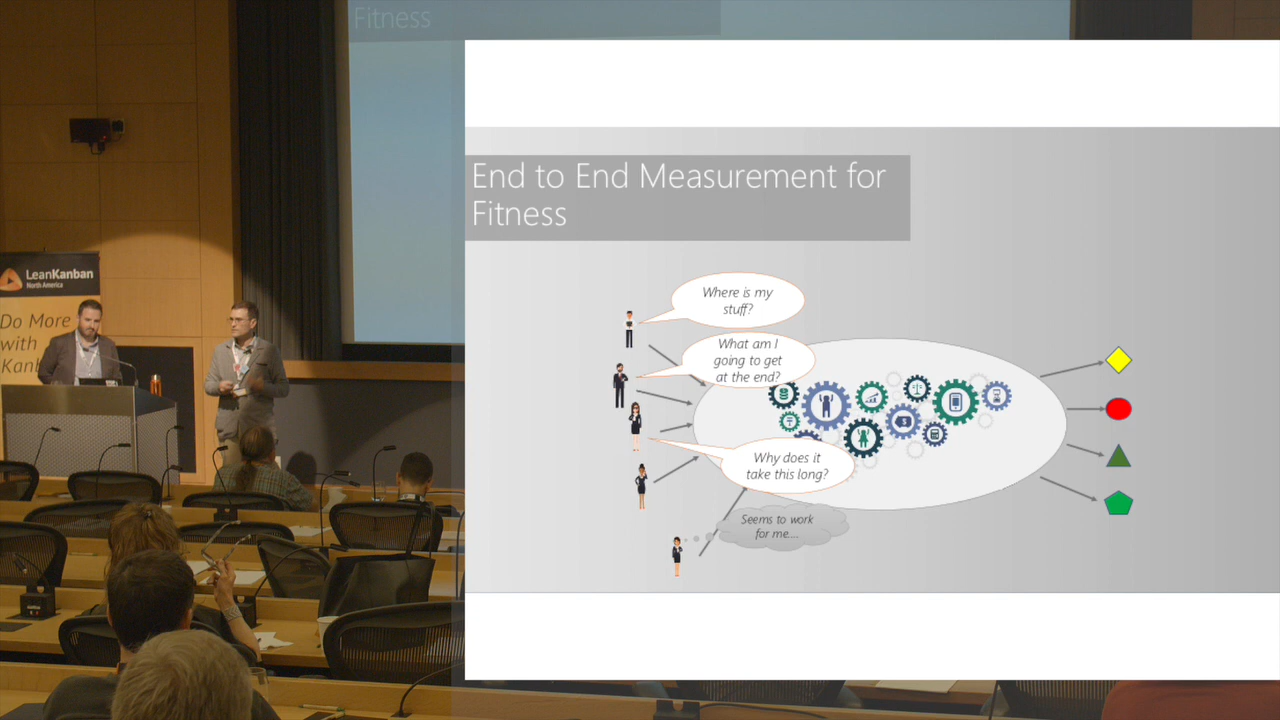 Fitness
End to End Measurement for
Fitness
Where is my
stuff?
What am I
going to get
at the end?
Why does it
take this long?
Seems to work
for me....
LeanKanban
North America
Do More
with
Kanb